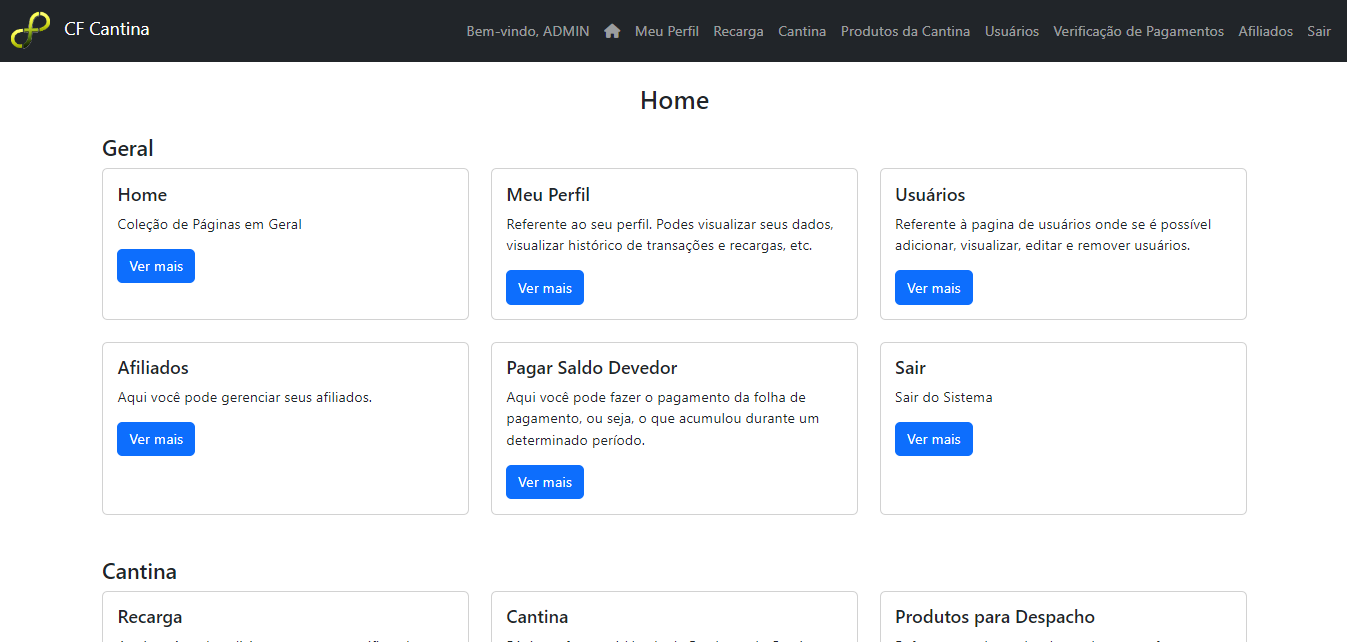 CF Cantina
Bem-vindo, ADMIN Meu Perfil Recarga Cantina Produtos da Cantina Usuários Verificação de Pagamentos Afiliados Sair
Home
Geral
Home
Coleção de Páginas em Geral
Ver mais
Meu Perfil
Referente ao seu perfil. Podes visualizar seus dados,
visualizar histórico de transações e recargas, etc.
Ver mais
Usuários
Referente à pagina de usuários onde se é possível
adicionar, visualizar, editar e remover usuários.
Ver mais
Afiliados
Aqui você pode gerenciar seus afiliados.
Ver mais
Pagar Saldo Devedor
Aqui você pode fazer o pagamento da folha de
pagamento, ou seja, o que acumulou durante um
determinado período.
Ver mais
Sair
Sair do Sistema
Ver mais
Cantina
Recarga
Cantina
Produtos para Despacho